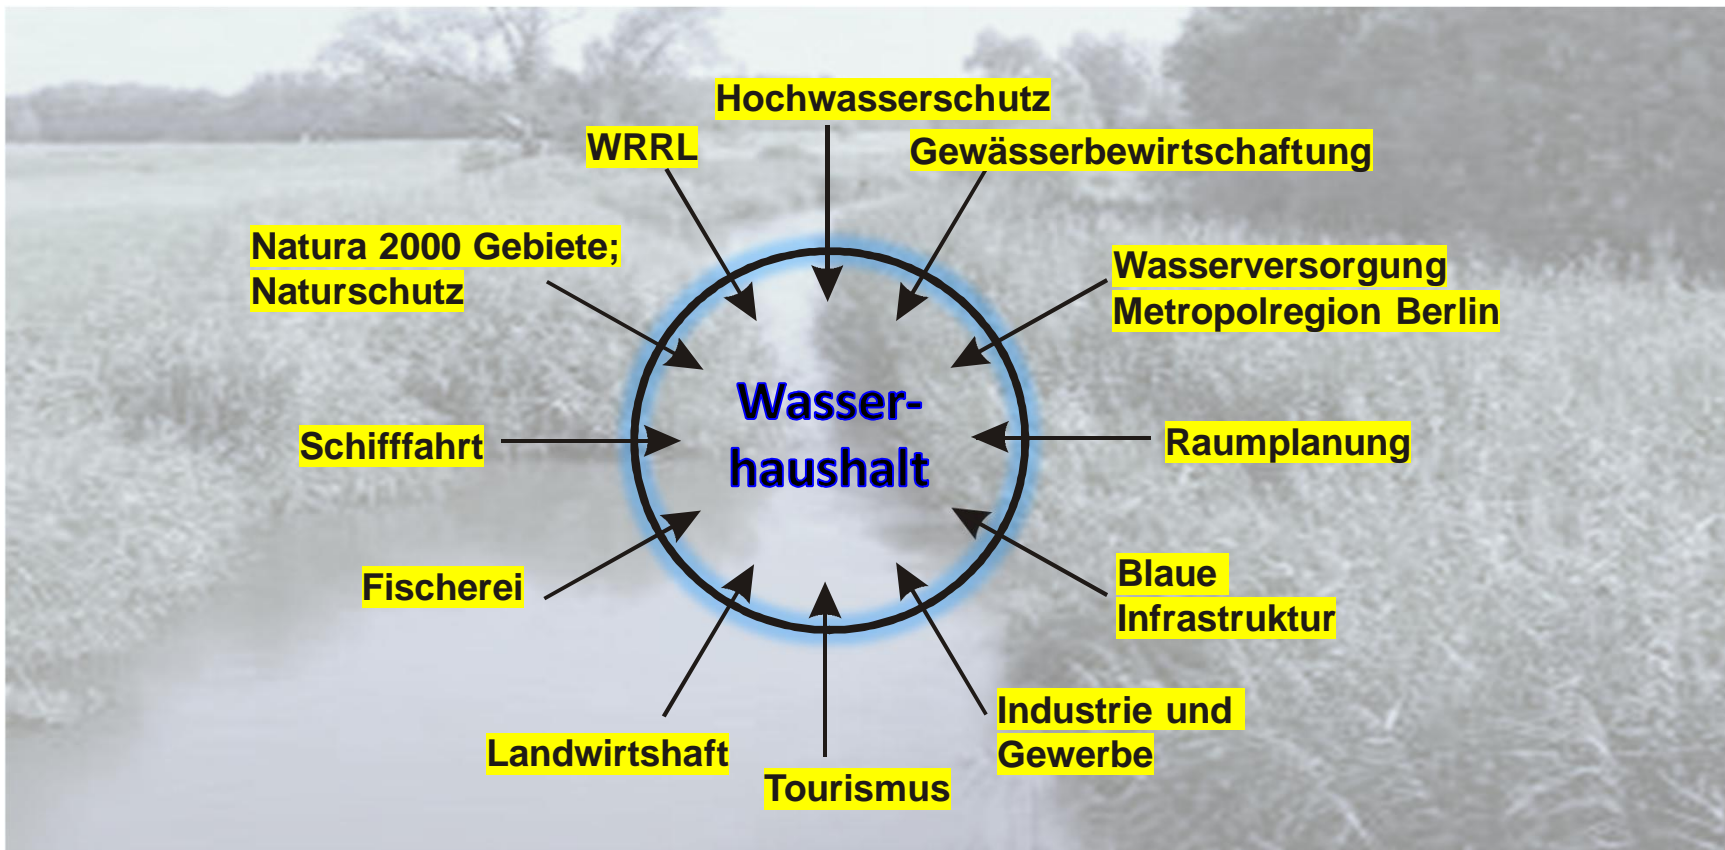 Hochwasserschutz
WRRL
Gewässerbewirtschaftung
Natura 2000 Gebiete;
Naturschutz
Wasserversorgung
Metropolregion Berlin
Wasser-
haushalt
Schifffahrt
Raumplanung
Fischerei
Blaue
Infrastruktur
Landwirtshaft
Tourismus
Industrie und
Gewerbe